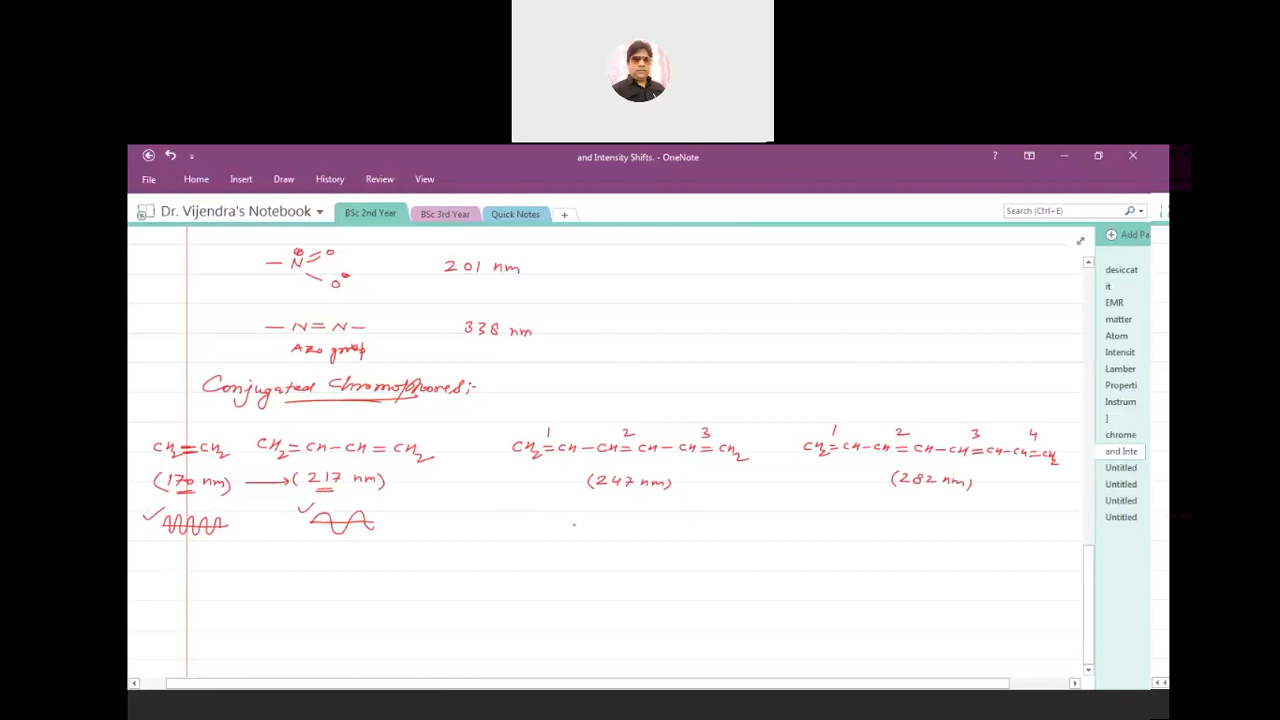 and Intensity Shifts. - OneNote
?
File Home Insert Draw History Review View
Dr. Vijendra's Notebook BSc 2nd Year BSc 3rd Year Quick Notes + Search (Ctrl+E)
Add Pa
desiccat
it
EMR
matter
Atom
Intensit
Lamber
Properti
Instrum
]
chrome
and Inte
Untitled
Untitled
Untitled
Untitled
— N = O 201 nm
O
— N = N — 338 nm
Azo group
Conjugated Chromophores;-
1 2 3 1 2 3 4
CH2=CH2 CH2=CH-CH=CH2 CH2=CH-CH=CH-CH=CH2 CH2=CH-CH=CH-CH=CH-CH=CH2
(170 nm) → (217 nm) (247 nm) (282 nm)